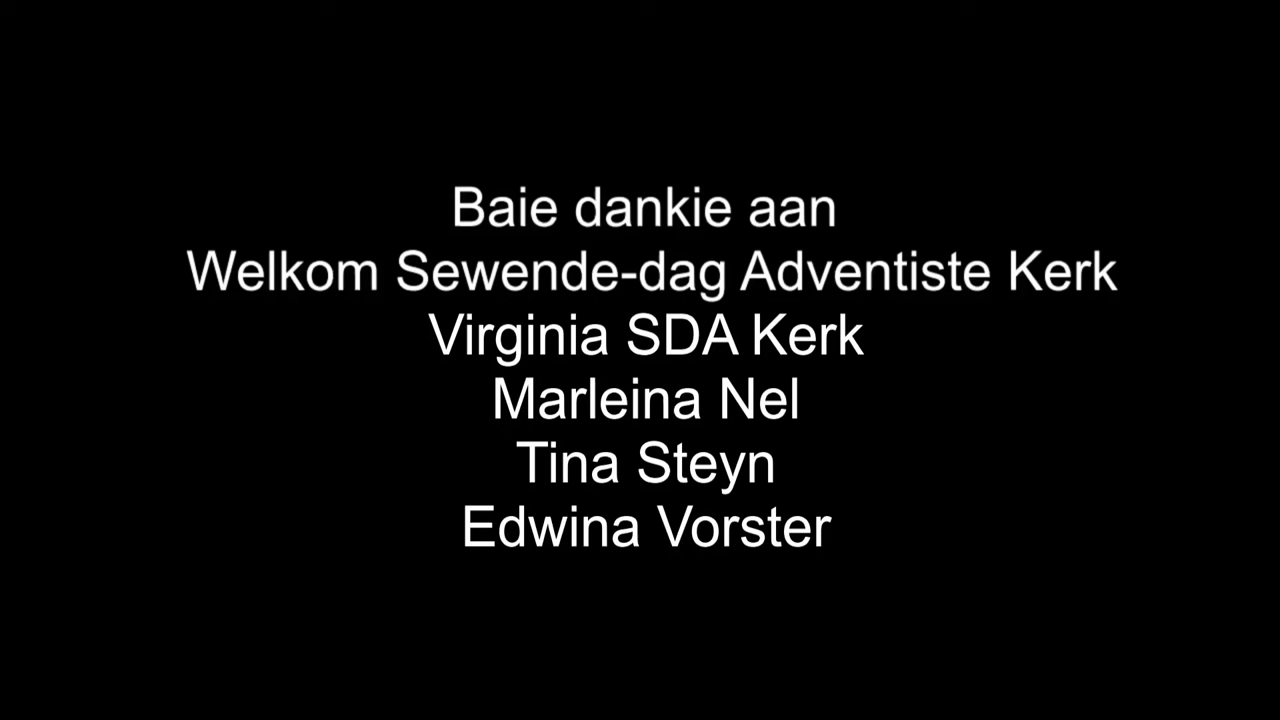 Baie dankie aan
Welkom Sewende-dag Adventiste Kerk
Virginia SDA Kerk
Marleina Nel
Tina Steyn
Edwina Vorster